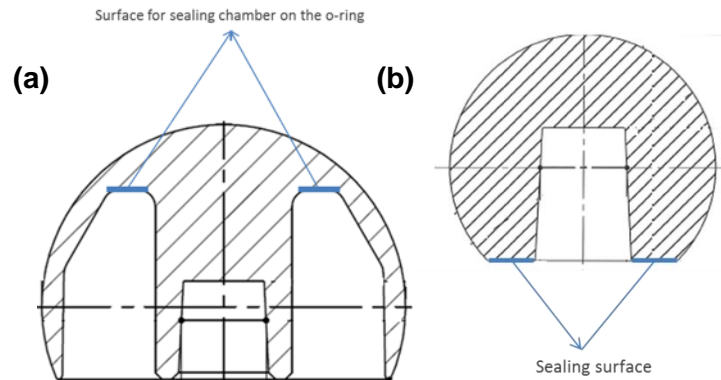 Surface for sealing chamber on the o-ring
(a)
(b)
Sealing surface